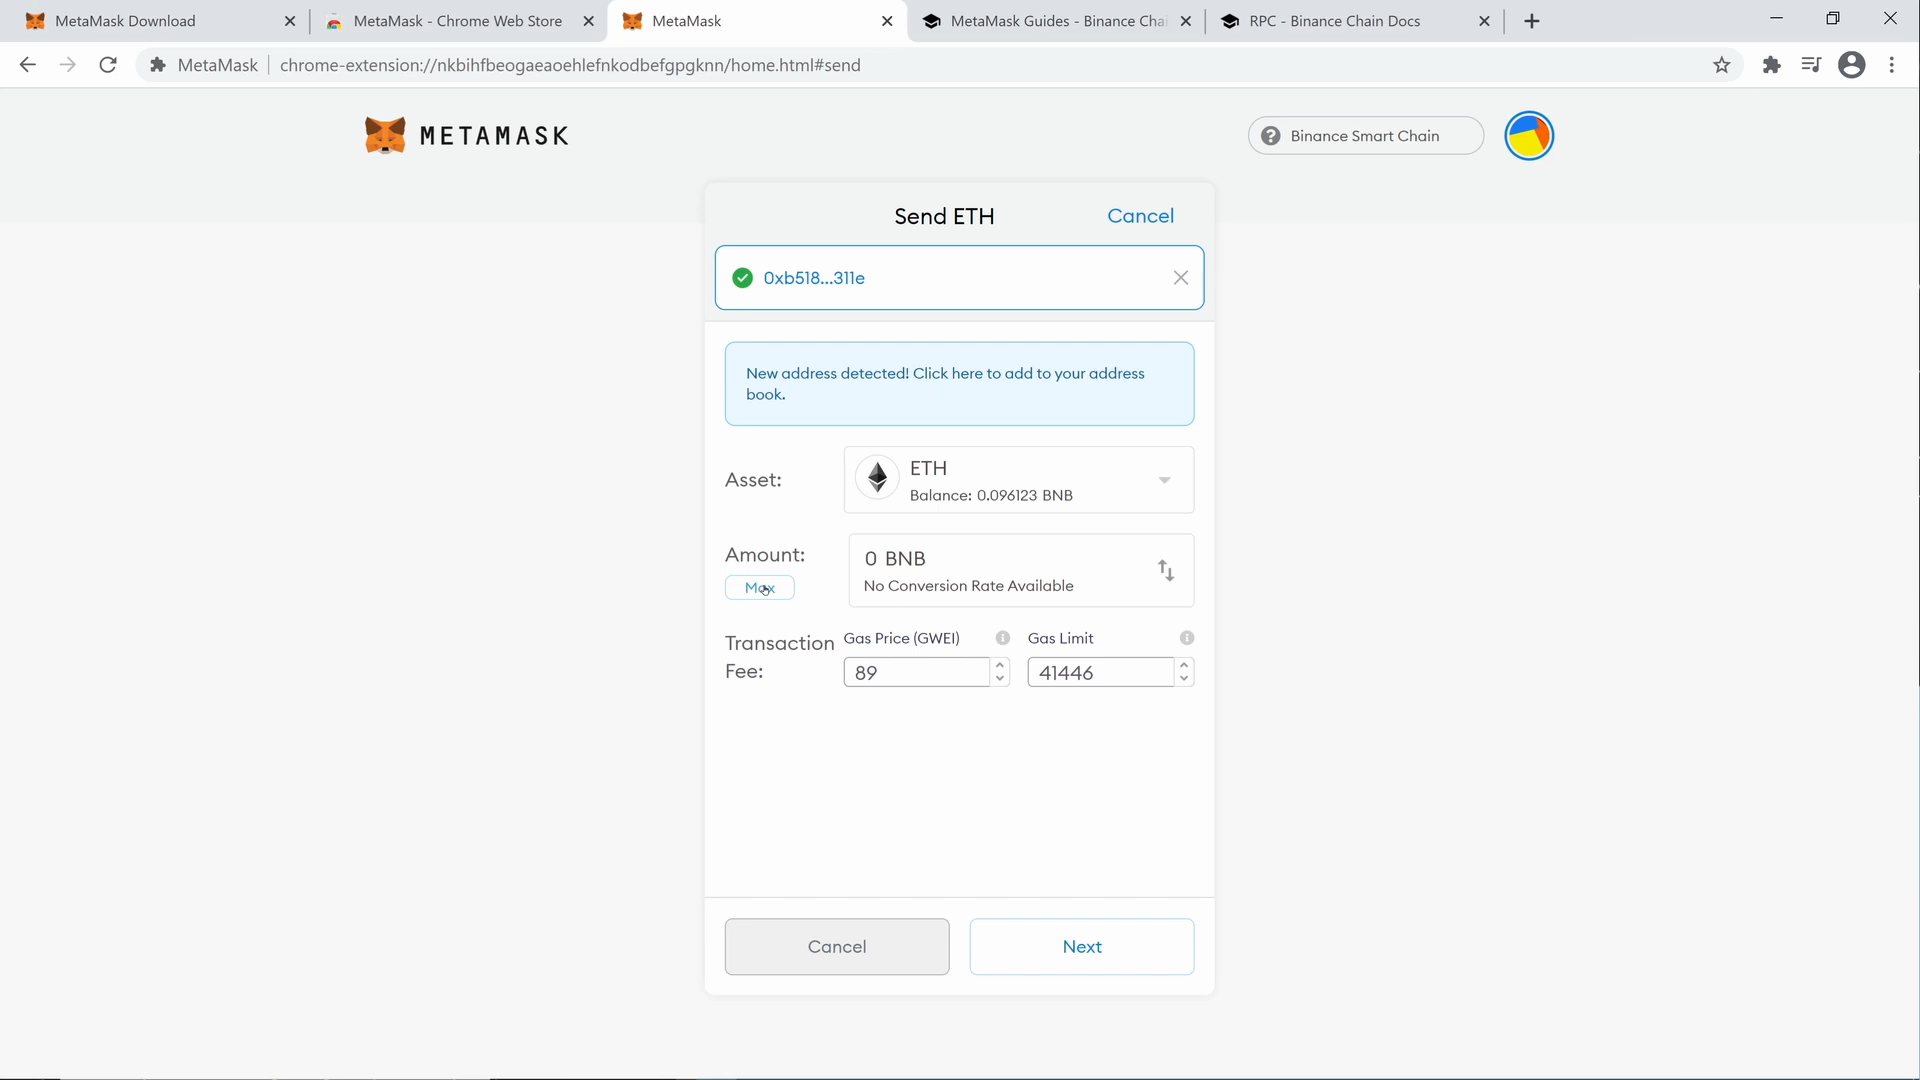 MetaMask Download
MetaMask - Chrome Web Store
MetaMask
MetaMask Guides - Binance Chai
RPC - Binance Chain Docs
MetaMask
chrome-extension://nkbihfbeogaeaoehlefnkodbefgpgknn/home.html#send
METAMASK
Binance Smart Chain
Send ETH
Cancel
0xb518...311e
New address detected! Click here to add to your address
book.
Asset:
ETH
Balance: 0.096123 BNB
Amount:
Max
0 BNB
No Conversion Rate Available
Transaction
Fee:
Gas Price (GWEI)
Gas Limit
89
41446
Cancel
Next